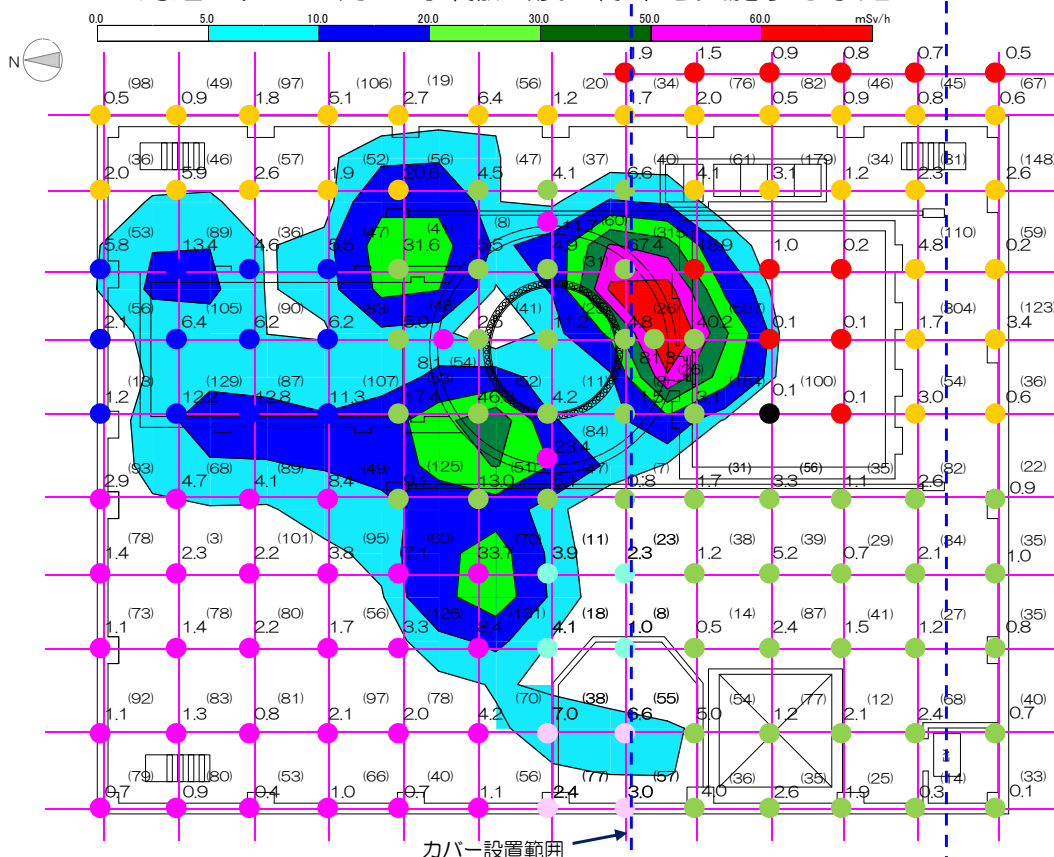 0.0 5.0 10.0 20.0 30.0 50.0 60.0 mSv/h
N
.9 1.5 0.9 0.8 0.7 0.5
(98) (49) (97) (106) (19) (56) (20) (34) (76) (82) (46) (45) (67)
0.5 0.9 1.8 5.1 2.7 6.4 1.2 .7 2.0 0.5 0.9 0.8 0.6
(36) (46) (57) (52) (56) (47) (37) (40) (61) (179) (34) (81) (148)
2.0 5.9 2.6 1.9 20.6 4.5 4.1 6.6 4.1 3.1 1.2 2.3 2.6
(53) (89) (36) (47) (41) (8) (60) (110) (59)
11.7
5.8 13.4 4.6 5.5 31.6 5.5 4.9 67.4 18.9 1.0 0.2 4.8 0.2
(31)
(56) (105) (90) (83) (41) (26) (507) (304) (123)
2.1 6.4 6.2 6.2 5.0 2.6 11.2 4.8 40.2 0.1 0.1 1.7 3.4
8.1 (54) 81.3 (26)
(13) (129) (87) (107) (53) (52) (11) (154) (100) (54) (36)
1.2 12.2 12.8 11.3 17.4 4.2 3.1 0.1 0.1 3.0 0.6
(84)
23.4
(93) (68) (89) (49) (125) (51) (47) (7) (31) (56) (35) (82) (22)
2.9 4.7 4.1 8.4 9.1 13.0 5.1 0.8 1.7 3.3 1.1 2.6 0.9
(78) (3) (101) (95) (60) (70) (11) (23) (38) (39) (29) (84) (35)
1.4 2.3 2.2 3.8 7.1 33.7 3.9 2.3 1.2 5.2 0.7 2.1 1.0
(73) (78) (80) (56) (126) (131) (18) (8) (14) (87) (41) (27) (35)
1.1 1.4 2.2 1.7 3.3 8.4 4.1 1.0 0.5 2.4 1.5 1.2 0.8
(92) (83) (81) (97) (78) (70) (38) (55) (54) (77) (12) (68) (40)
1.1 1.3 0.8 2.1 2.0 4.2 7.0 6.6 5.0 1.2 2.1 2.4 0.7
(79) (80) (53) (66) (40) (56) (77) (57) (36) (35) (25) (14) (33)
0.7 0.9 0.4 1.0 0.7 1.1 2.4 3.0 4.0 2.6 1.9 0.3 0.1
カバー設置範囲